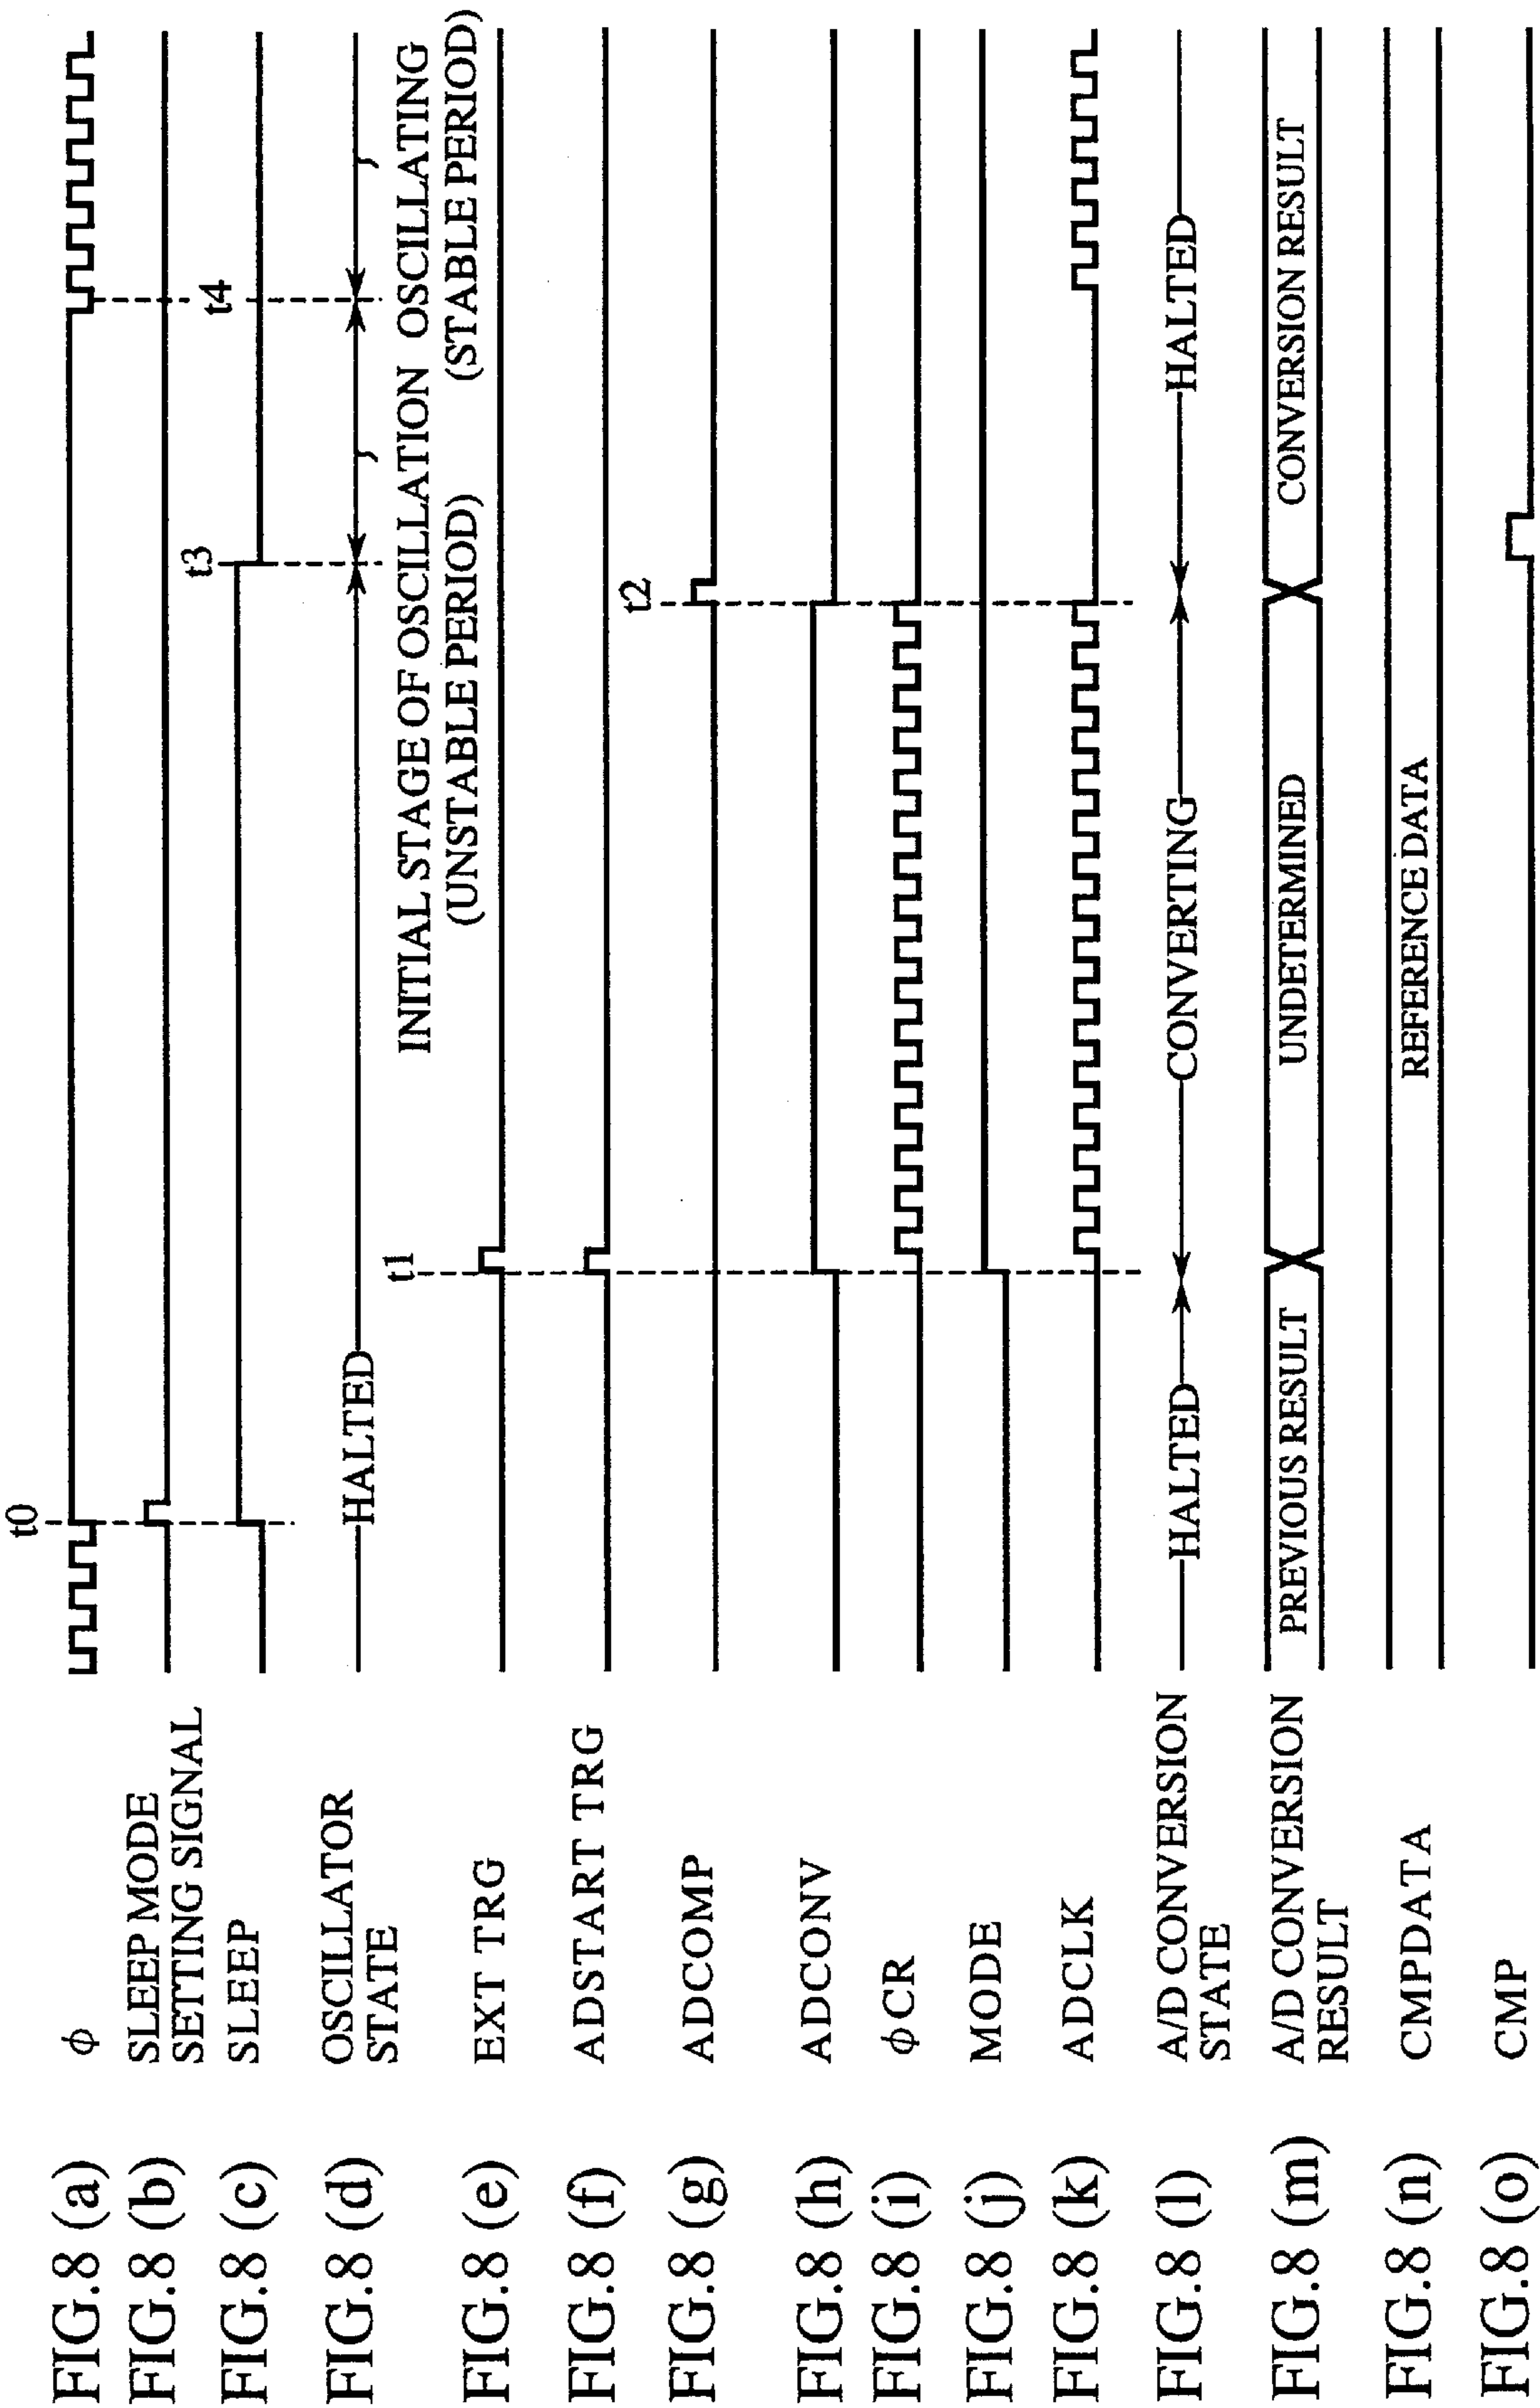 FIG.8 (a) φ
FIG.8 (b) SLEEP MODE
SETTING SIGNAL
FIG.8 (c) SLEEP
FIG.8 (d) OSCILLATOR
STATE
FIG.8 (e) EXT TRG
FIG.8 (f) ADSTART TRG
FIG.8 (g) ADCOMP
FIG.8 (h) ADCONV
FIG.8 (i) φCR
FIG.8 (j) MODE
FIG.8 (k) ADCLK
FIG.8 (l) A/D CONVERSION
STATE
FIG.8 (m) A/D CONVERSION
RESULT
FIG.8 (n) CMPDATA
FIG.8 (o) CMP
t0
t3
t4
HALTED
INITIAL STAGE OF OSCILLATION
(UNSTABLE PERIOD)
OSCILLATING
(STABLE PERIOD)
t1
t2
HALTED
CONVERTING
HALTED
PREVIOUS RESULT
UNDETERMINED
CONVERSION RESULT
REFERENCE DATA